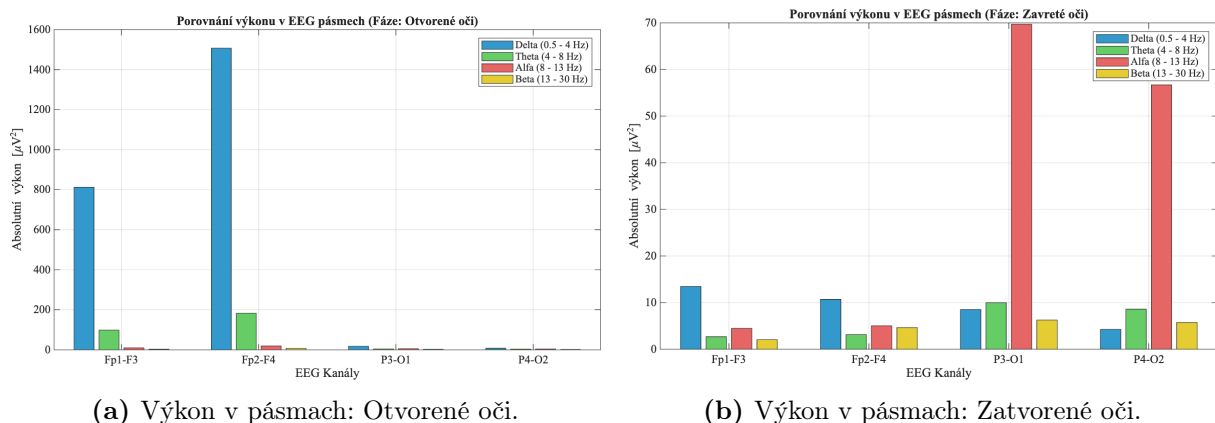 Porovnání výkonu v EEG pásmech (Fáze: Otvorené oči)
1600
1400
1200
1000
800
600
400
200
0
Absolutní výkon [μV²]
Delta (0.5 - 4 Hz)
Theta (4 - 8 Hz)
Alfa (8 - 13 Hz)
Beta (13 - 30 Hz)
Fp1-F3 Fp2-F4 P3-O1 P4-O2
EEG Kanály
(a) Výkon v pásmach: Otvorené oči.
Porovnání výkonu v EEG pásmech (Fáze: Zavreté oči)
70
60
50
40
30
20
10
0
Absolutní výkon [μV²]
Delta (0.5 - 4 Hz)
Theta (4 - 8 Hz)
Alfa (8 - 13 Hz)
Beta (13 - 30 Hz)
Fp1-F3 Fp2-F4 P3-O1 P4-O2
EEG Kanály
(b) Výkon v pásmach: Zatvorené oči.